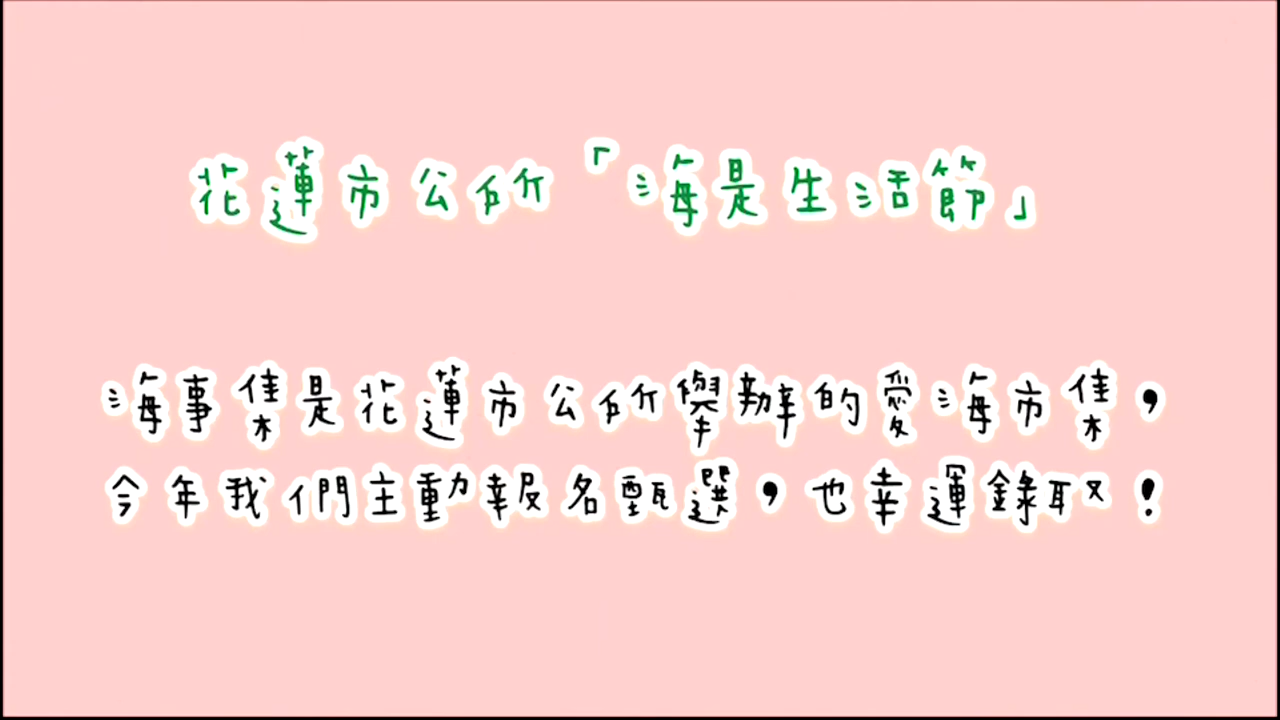 花蓮市公所「海是生活節」
海事集是花蓮市公所舉辦的愛海市集，
今年我們主動報名甄選，也幸運錄取！